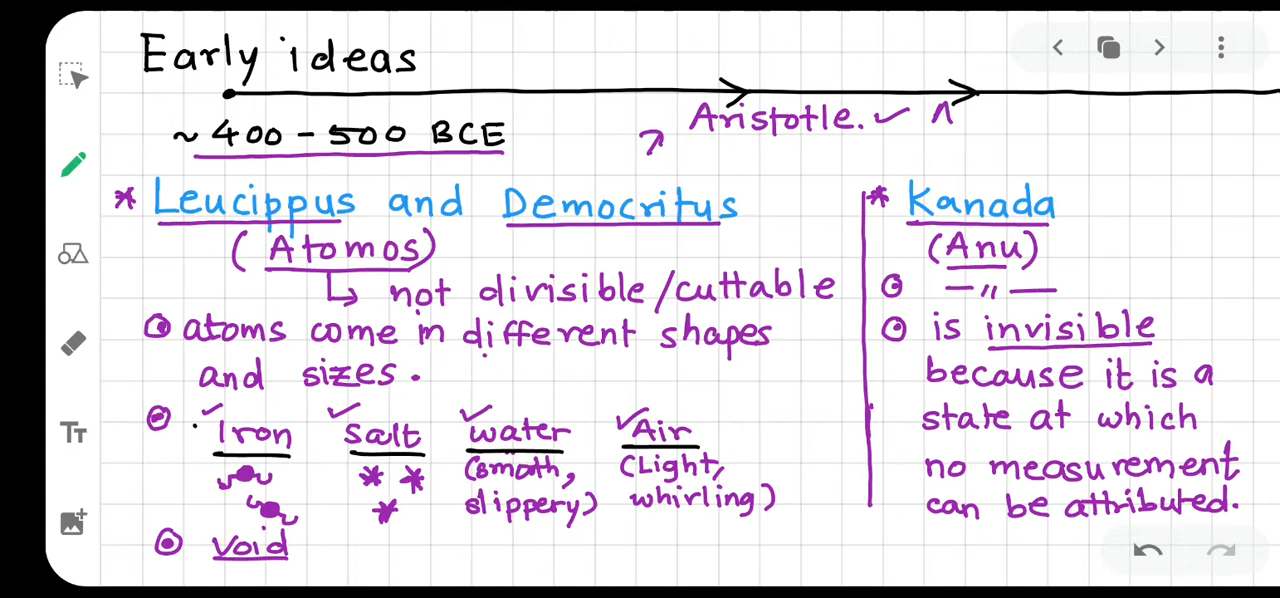 Early ideas
~ 400 - 500 BCE
Aristotle.
* Leucippus and Democritus
(Atomos)
↳ not divisible/cuttable
atoms come in different shapes
and sizes.
Iron Salt water Air
(smoth, slippery)
(Light, whirling)
Void
* Kanada
(Anu)
— 〃 —
is invisible
because it is a
state at which
no measurement
can be attributed.
Tт